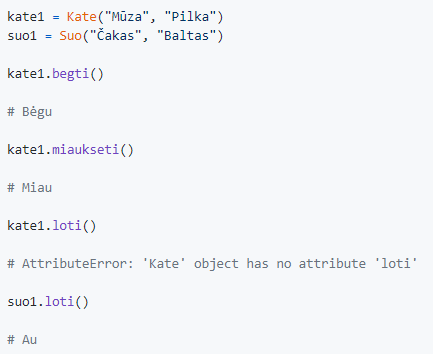 kate1 = Kate("Mūza", "Pilka")
suo1 = Suo("Čakas", "Baltas")
kate1.begti()
# Bėgu
kate1.miaukseti()
# Miau
kate1.loti()
# AttributeError: 'Kate' object has no attribute 'loti'
suo1.loti()
# Au